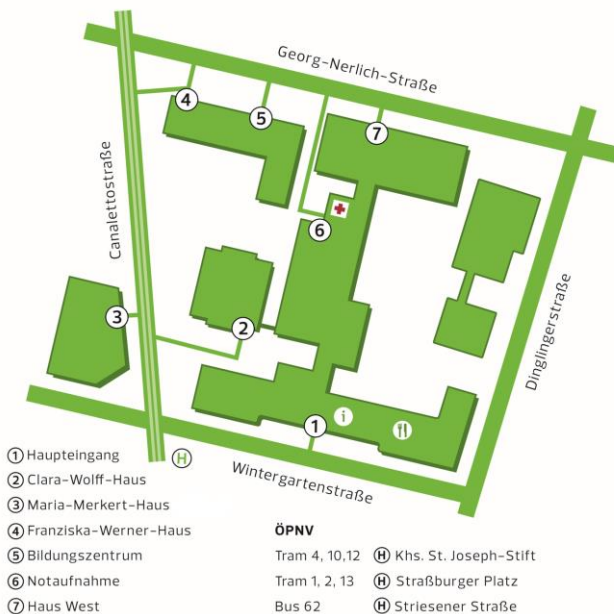 Georg-Nerlich-Straße
4
5
7
Canalettostraße
6
Dinglingerstraße
3
2
i
1
H
Wintergartenstraße
1 Haupteingang
2 Clara-Wolff-Haus
3 Maria-Merkert-Haus
4 Franziska-Werner-Haus
5 Bildungszentrum
6 Notaufnahme
7 Haus West
ÖPNV
Tram 4, 10,12 H Khs. St. Joseph-Stift
Tram 1, 2, 13 H Straßburger Platz
Bus 62 H Striesener Straße